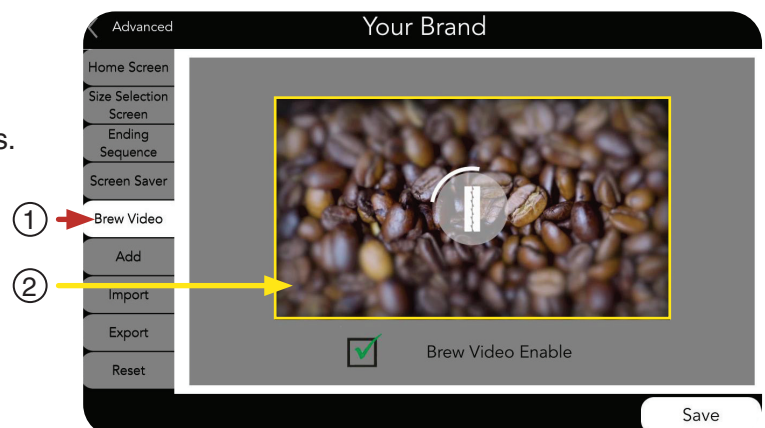 Advanced
Your Brand
Home Screen
Size Selection
Screen
Ending
Sequence
s.
Screen Saver
1
Brew Video
Add
2
Import
Export
Brew Video Enable
Reset
Save